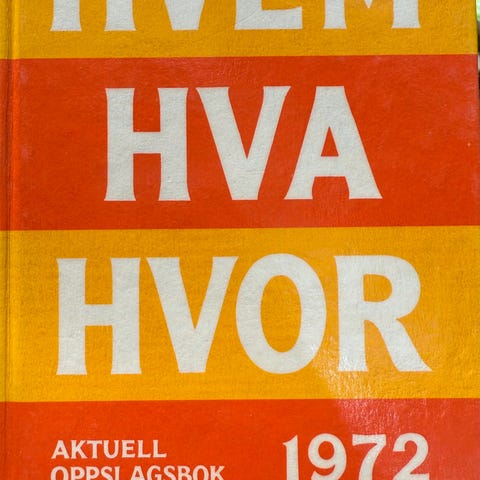 HVEM
HVA
HVOR
AKTUELL
OPPSLAGSBOK
1972